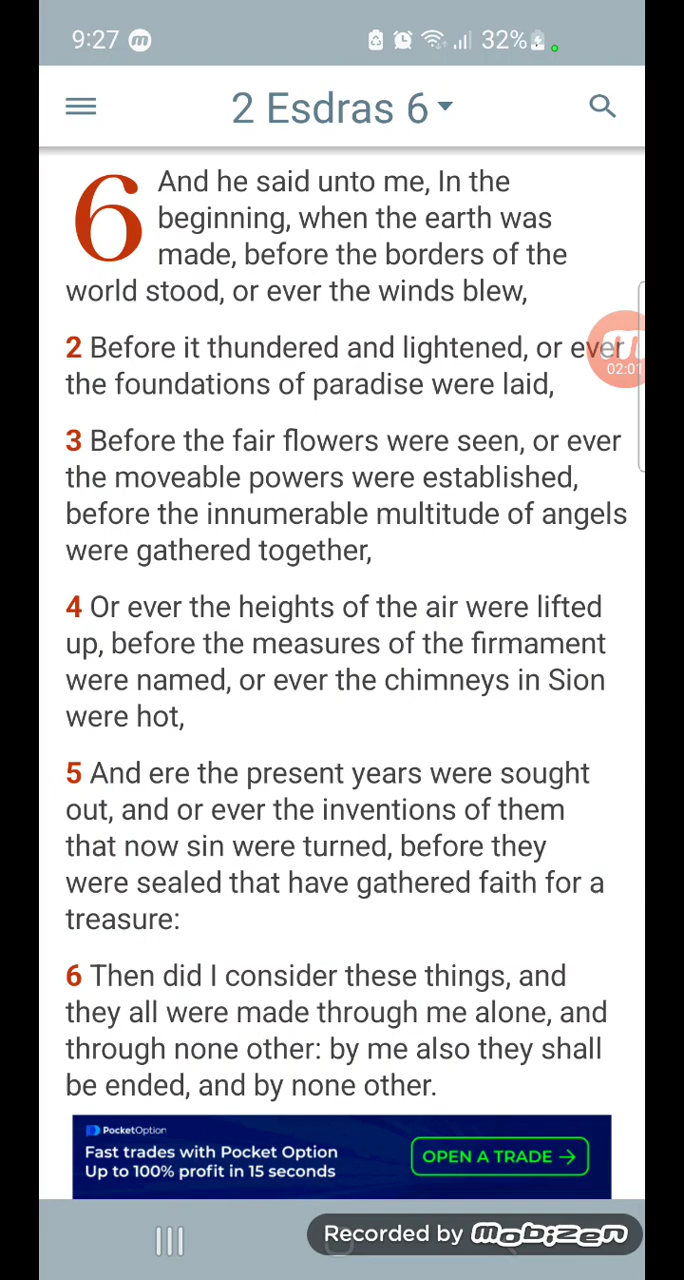 9:27
32%
2 Esdras 6
6 And he said unto me, In the
beginning, when the earth was
made, before the borders of the
world stood, or ever the winds blew,
2 Before it thundered and lightened, or ever
the foundations of paradise were laid,
02:01
3 Before the fair flowers were seen, or ever
the moveable powers were established,
before the innumerable multitude of angels
were gathered together,
4 Or ever the heights of the air were lifted
up, before the measures of the firmament
were named, or ever the chimneys in Sion
were hot,
5 And ere the present years were sought
out, and or ever the inventions of them
that now sin were turned, before they
were sealed that have gathered faith for a
treasure:
6 Then did I consider these things, and
they all were made through me alone, and
through none other: by me also they shall
be ended, and by none other.
PocketOption
Fast trades with Pocket Option
Up to 100% profit in 15 seconds
OPEN A TRADE →
Recorded by mobizen